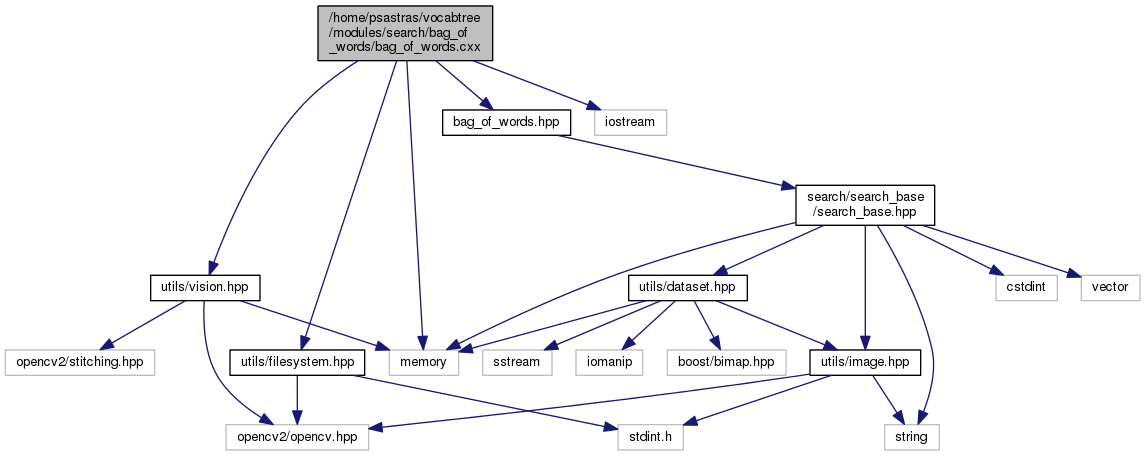 /home/psastras/vocabtree
/modules/search/bag_of
_words/bag_of_words.cxx
bag_of_words.hpp
iostream
search/search_base
/search_base.hpp
utils/vision.hpp
utils/dataset.hpp
cstdint
vector
opencv2/stitching.hpp
utils/filesystem.hpp
memory
sstream
iomanip
boost/bimap.hpp
utils/image.hpp
opencv2/opencv.hpp
stdint.h
string